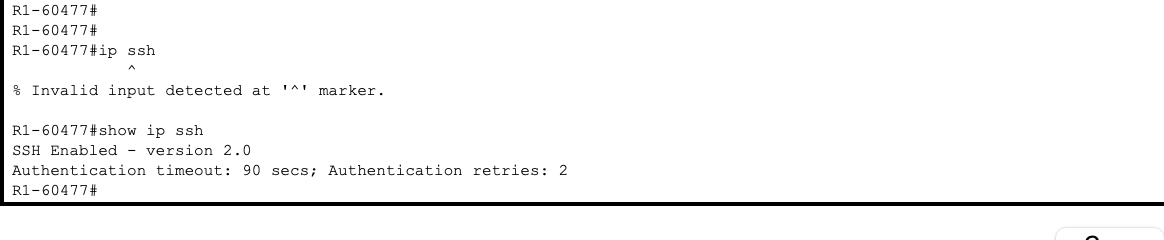 R1-60477#
R1-60477#
R1-60477#ip ssh
^
% Invalid input detected at '^' marker.
R1-60477#show ip ssh
SSH Enabled - version 2.0
Authentication timeout: 90 secs; Authentication retries: 2
R1-60477#